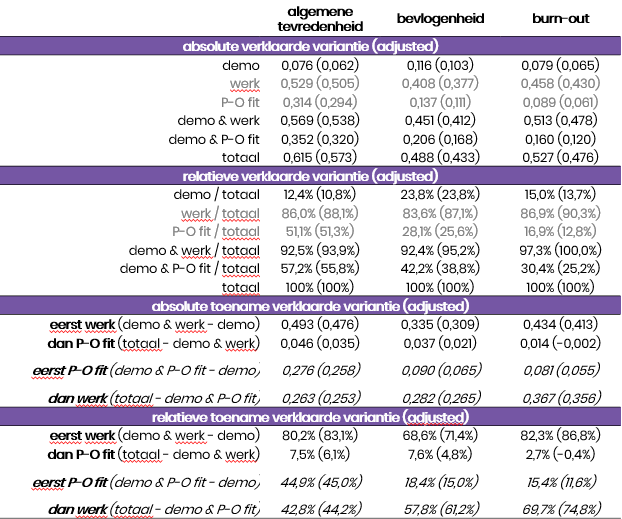 algemene tevredenheid bevlogenheid burn-out
absolute verklaarde variantie (adjusted)
demo 0,076 (0,062) 0,116 (0,103) 0,079 (0,065)
werk 0,529 (0,505) 0,408 (0,377) 0,458 (0,430)
P-O fit 0,314 (0,294) 0,137 (0,111) 0,089 (0,061)
demo & werk 0,569 (0,538) 0,451 (0,412) 0,513 (0,478)
demo & P-O fit 0,352 (0,320) 0,206 (0,168) 0,160 (0,120)
totaal 0,615 (0,573) 0,488 (0,433) 0,527 (0,476)
relatieve verklaarde variantie (adjusted)
demo / totaal 12,4% (10,8%) 23,8% (23,8%) 15,0% (13,7%)
werk / totaal 86,0% (88,1%) 83,6% (87,1%) 86,9% (90,3%)
P-O fit / totaal 51,1% (51,3%) 28,1% (25,6%) 16,9% (12,8%)
demo & werk / totaal 92,5% (93,9%) 92,4% (95,2%) 97,3% (100,0%)
demo & P-O fit / totaal 57,2% (55,8%) 42,2% (38,8%) 30,4% (25,2%)
totaal 100% (100%) 100% (100%) 100% (100%)
absolute toename verklaarde variantie (adjusted)
eerst werk (demo & werk - demo) 0,493 (0,476) 0,335 (0,309) 0,434 (0,413)
dan P-O fit (totaal - demo & werk) 0,046 (0,035) 0,037 (0,021) 0,014 (-0,002)
eerst P-O fit (demo & P-O fit - demo) 0,276 (0,258) 0,090 (0,065) 0,081 (0,055)
dan werk (totaal - demo & P-O fit) 0,263 (0,253) 0,282 (0,265) 0,367 (0,356)
relatieve toename verklaarde variantie (adjusted)
eerst werk (demo & werk - demo) 80,2% (83,1%) 68,6% (71,4%) 82,3% (86,8%)
dan P-O fit (totaal - demo & werk) 7,5% (6,1%) 7,6% (4,8%) 2,7% (-0,4%)
eerst P-O fit (demo & P-O fit - demo) 44,9% (45,0%) 18,4% (15,0%) 15,4% (11,6%)
dan werk (totaal - demo & P-O fit) 42,8% (44,2%) 57,8% (61,2%) 69,7% (74,8%)